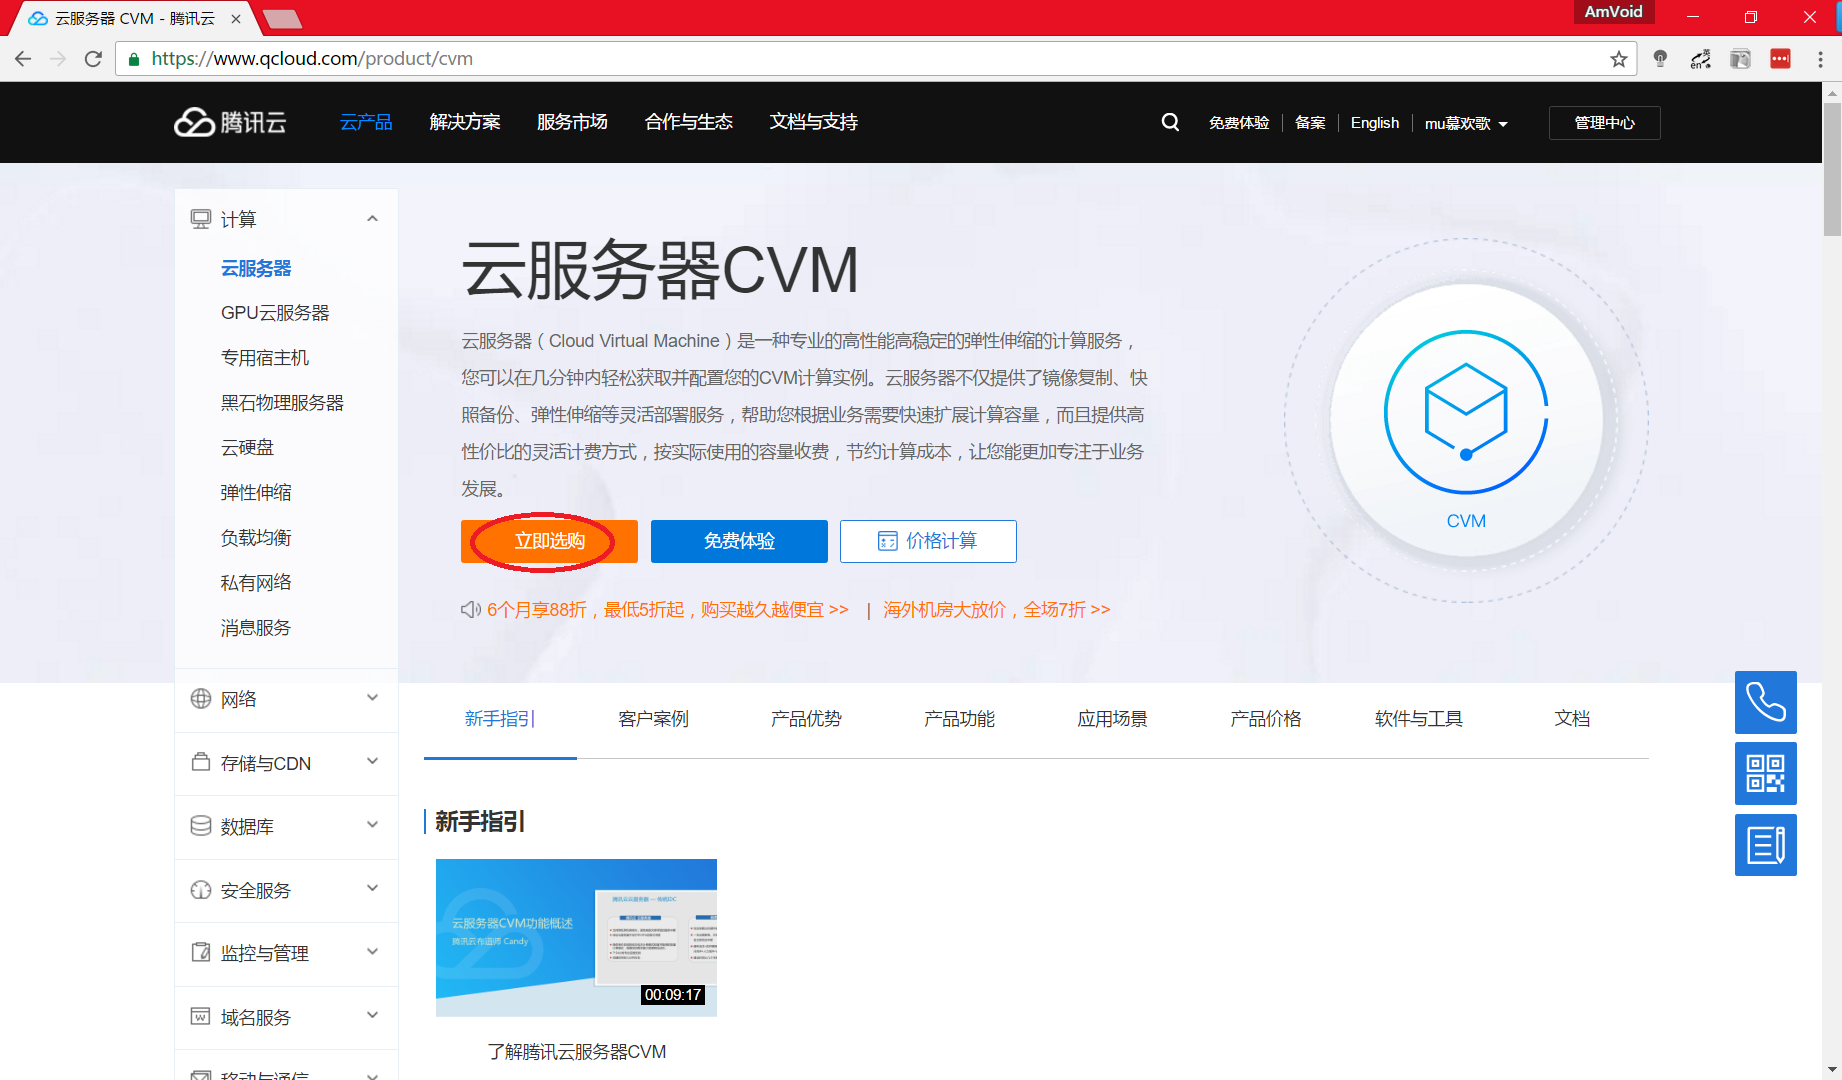 云服务器 CVM - 腾讯云
AmVoid
https://www.qcloud.com/product/cvm
英
en
腾讯云
云产品
解决方案
服务市场
合作与生态
文档与支持
免费体验
备案
English
mu慕欢歌
管理中心
计算
云服务器
GPU云服务器
专用宿主机
黑石物理服务器
云硬盘
弹性伸缩
负载均衡
私有网络
消息服务
网络
存储与CDN
数据库
安全服务
监控与管理
域名服务
移动与通信
云服务器CVM
云服务器（Cloud Virtual Machine）是一种专业的高性能高稳定的弹性伸缩的计算服务，
您可以在几分钟内轻松获取并配置您的CVM计算实例。云服务器不仅提供了镜像复制、快
照备份、弹性伸缩等灵活部署服务，帮助您根据业务需要快速扩展计算容量，而且提供高
性价比的灵活计费方式，按实际使用的容量收费，节约计算成本，让您能更加专注于业务
发展。
立即选购
免费体验
价格计算
6个月享88折，最低5折起，购买越久越便宜 >> | 海外机房大放价，全场7折 >>
CVM
新手指引
客户案例
产品优势
产品功能
应用场景
产品价格
软件与工具
文档
新手指引
云服务器CVM功能概述
腾讯云布道师 Candy
00:09:17
了解腾讯云服务器CVM